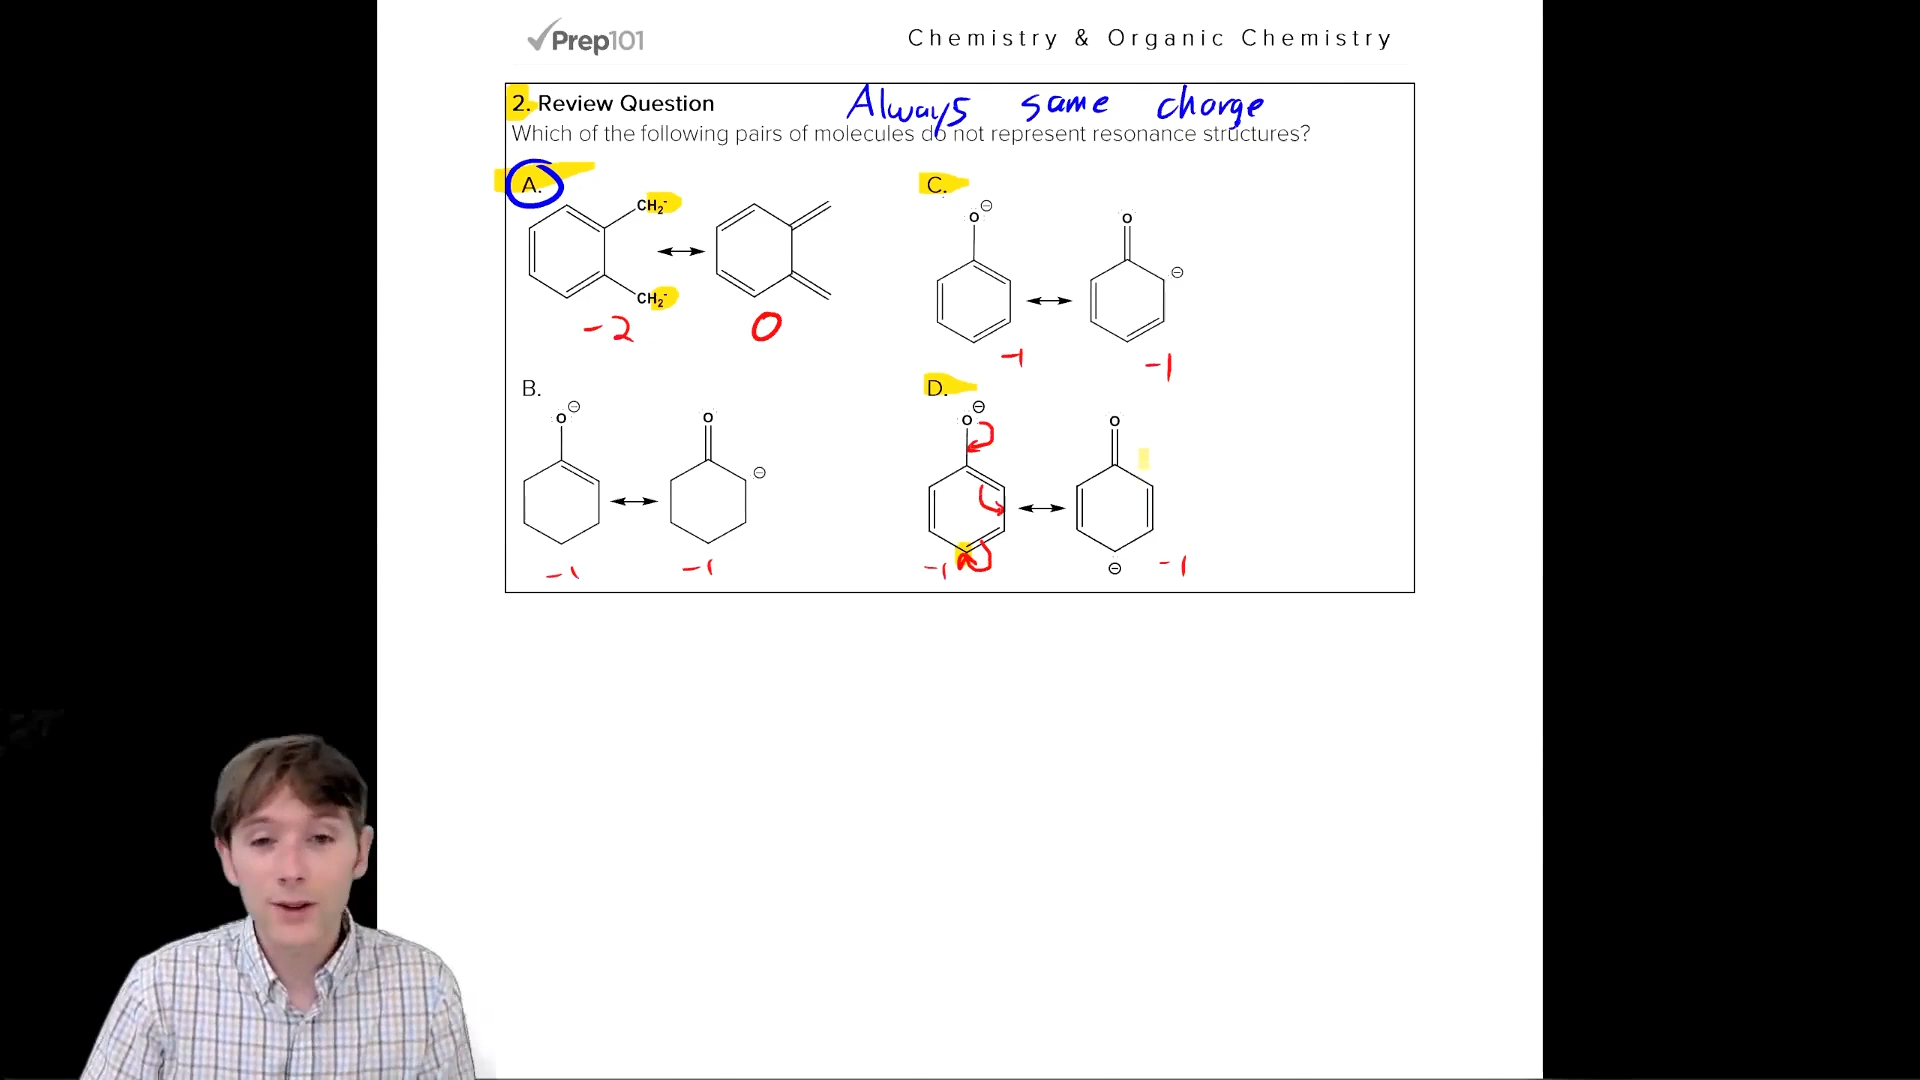 Prep101
Chemistry & Organic Chemistry
2. Review Question
Always same charge
Which of the following pairs of molecules do not represent resonance structures?
A.
CH₂⁻
CH₂⁻
-2
0
C.
O ⊖
O
⊖
-1
-1
B.
O ⊖
O
⊖
-1
-1
D.
O ⊖
O
⊖
-1
-1